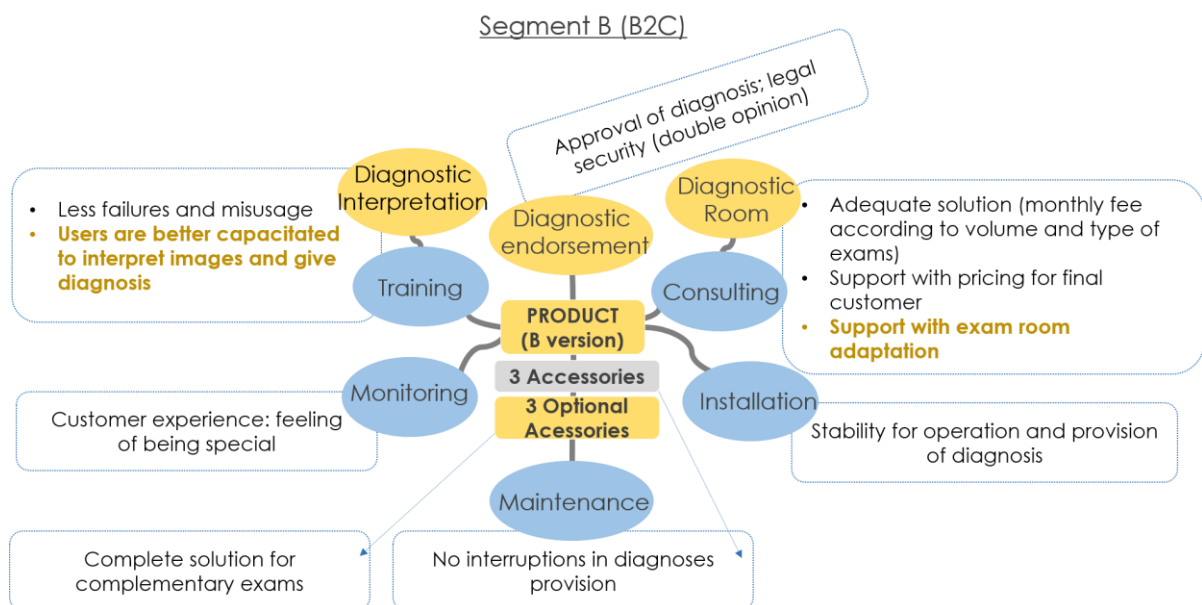 Segment B (B2C)
Approval of diagnosis; legal
security (double opinion)
Diagnostic
Interpretation
Diagnostic
endorsement
Diagnostic
Room
• Less failures and misusage
• Users are better capacitated
to interpret images and give
diagnosis
Training
Consulting
• Adequate solution (monthly fee
according to volume and type of
exams)
• Support with pricing for final
customer
• Support with exam room
adaptation
PRODUCT
(B version)
3 Accessories
3 Optional
Acessories
Monitoring
Installation
Customer experience: feeling
of being special
Stability for operation and provision
of diagnosis
Maintenance
Complete solution for
complementary exams
No interruptions in diagnoses
provision